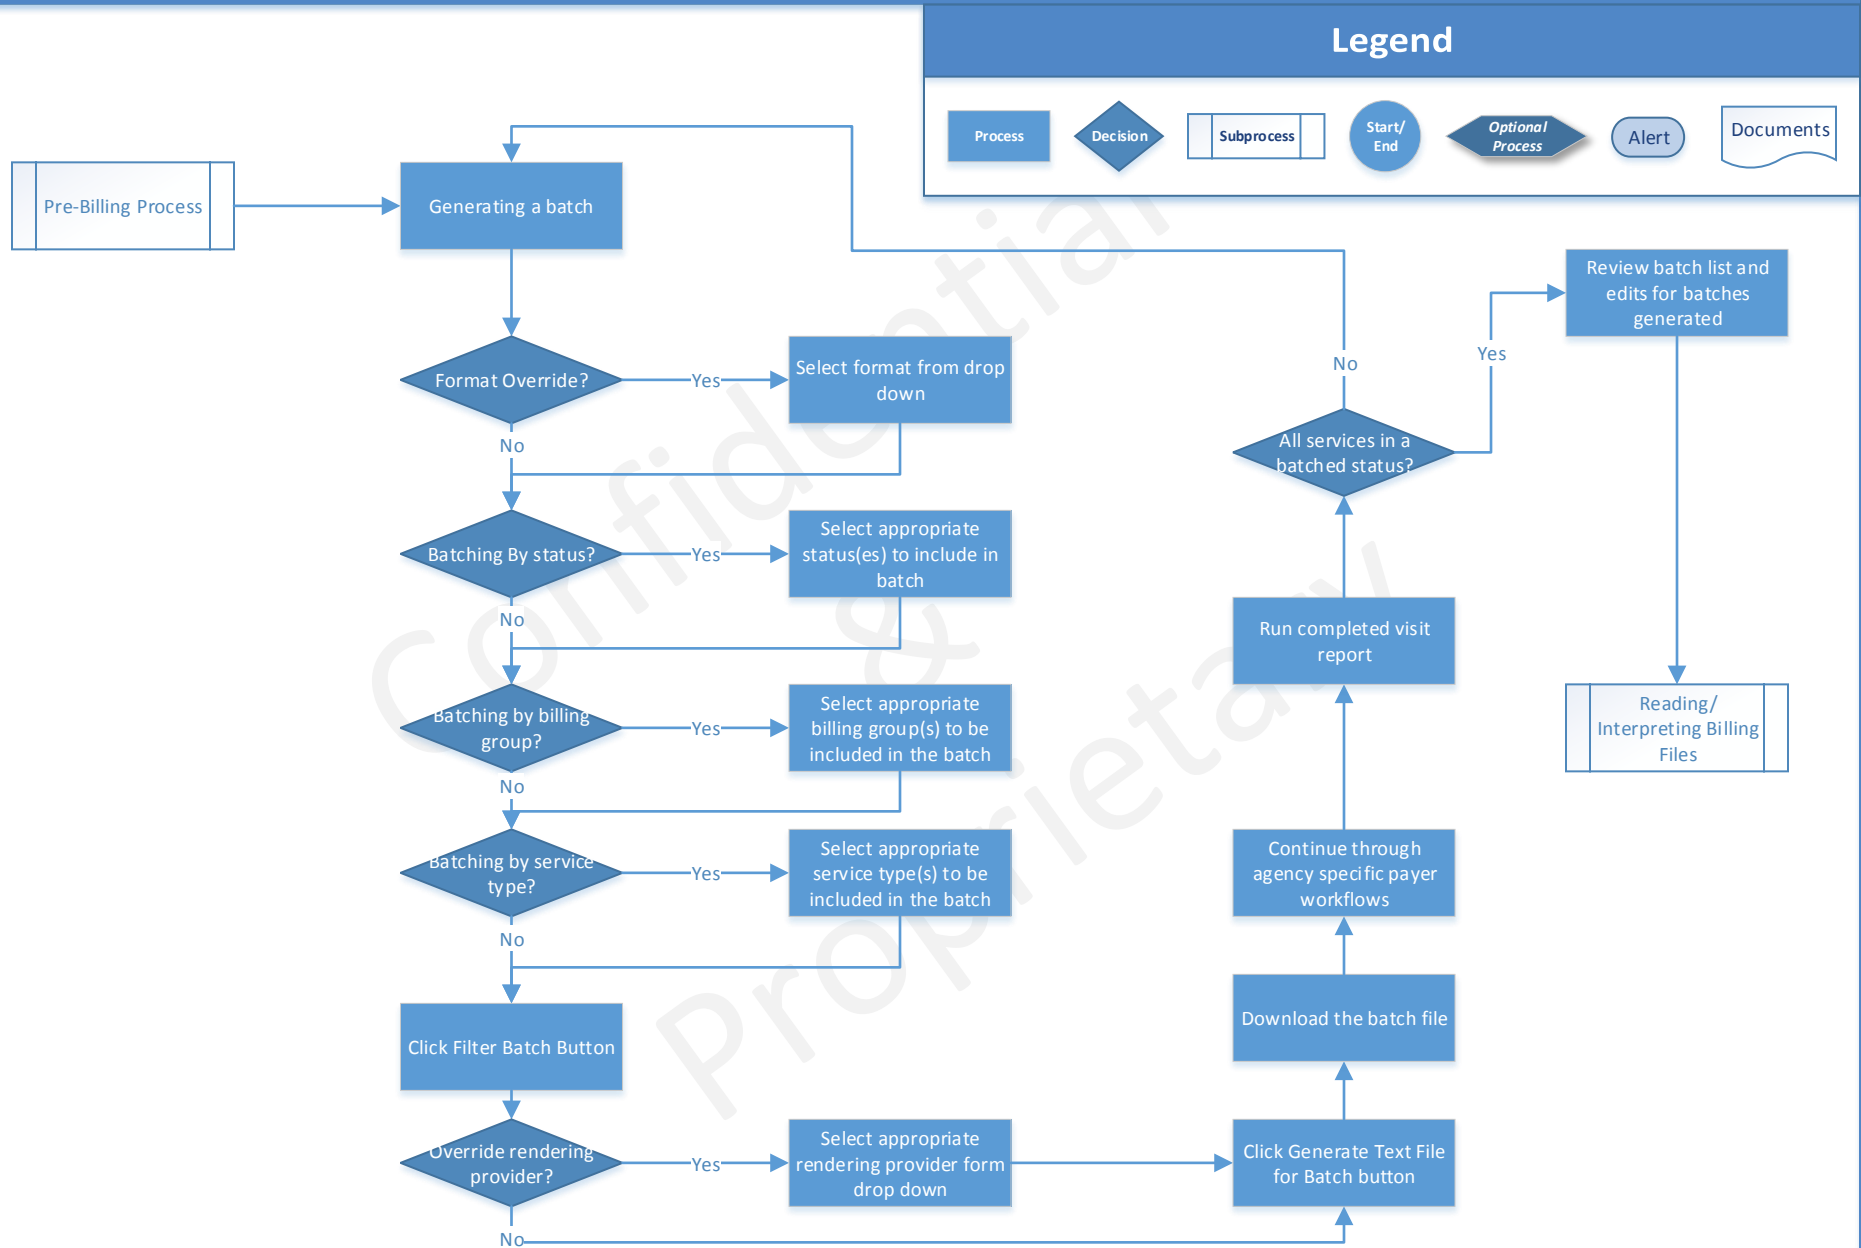 Legend
Process
Decision
Subprocess
Start/
End
Optional
Process
Alert
Documents
Pre-Billing Process
Generating a batch
Format Override?
Yes
Select format from drop
down
No
Batching By status?
Yes
Select appropriate
status(es) to include in
batch
No
Batching by billing
group?
Yes
Select appropriate
billing group(s) to be
included in the batch
No
Batching by service
type?
Yes
Select appropriate
service type(s) to be
included in the batch
No
Click Filter Batch Button
Override rendering
provider?
Yes
Select appropriate
rendering provider form
drop down
No
Click Generate Text File
for Batch button
Download the batch file
Continue through
agency specific payer
workflows
Run completed visit
report
All services in a
batched status?
No
Yes
Review batch list and
edits for batches
generated
Reading/
Interpreting Billing
Files
Confidential
&
Proprietary